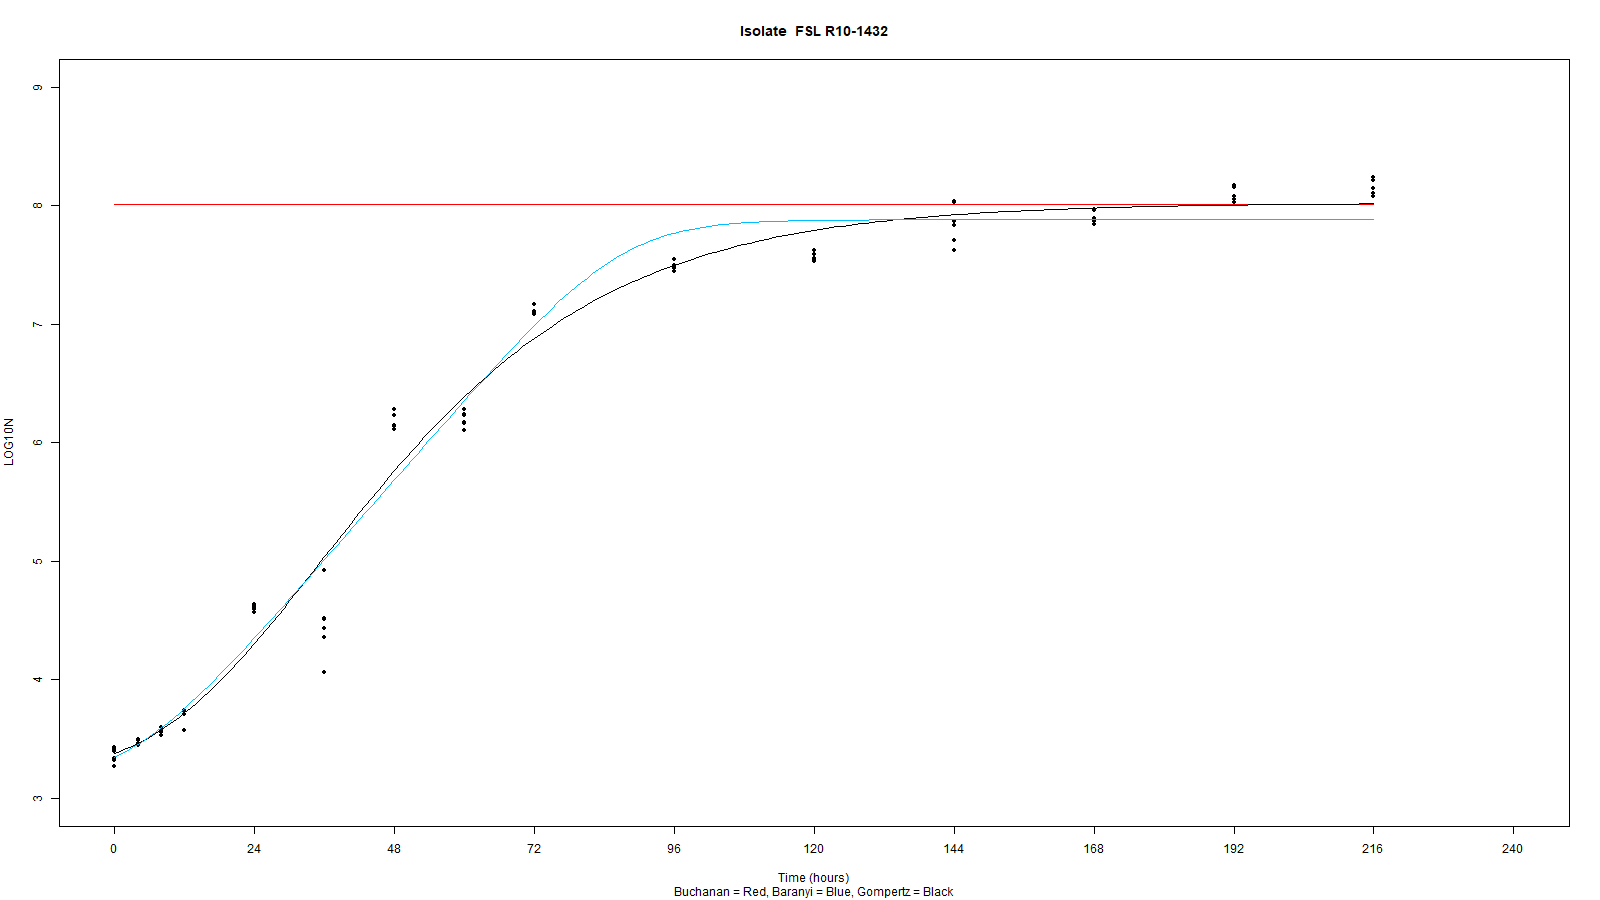 Isolate  FSL R10-1432
9
8
7
6
5
4
3
LOG10N
0 24 48 72 96 120 144 168 192 216 240
Time (hours)
Buchanan = Red, Baranyi = Blue, Gompertz = Black